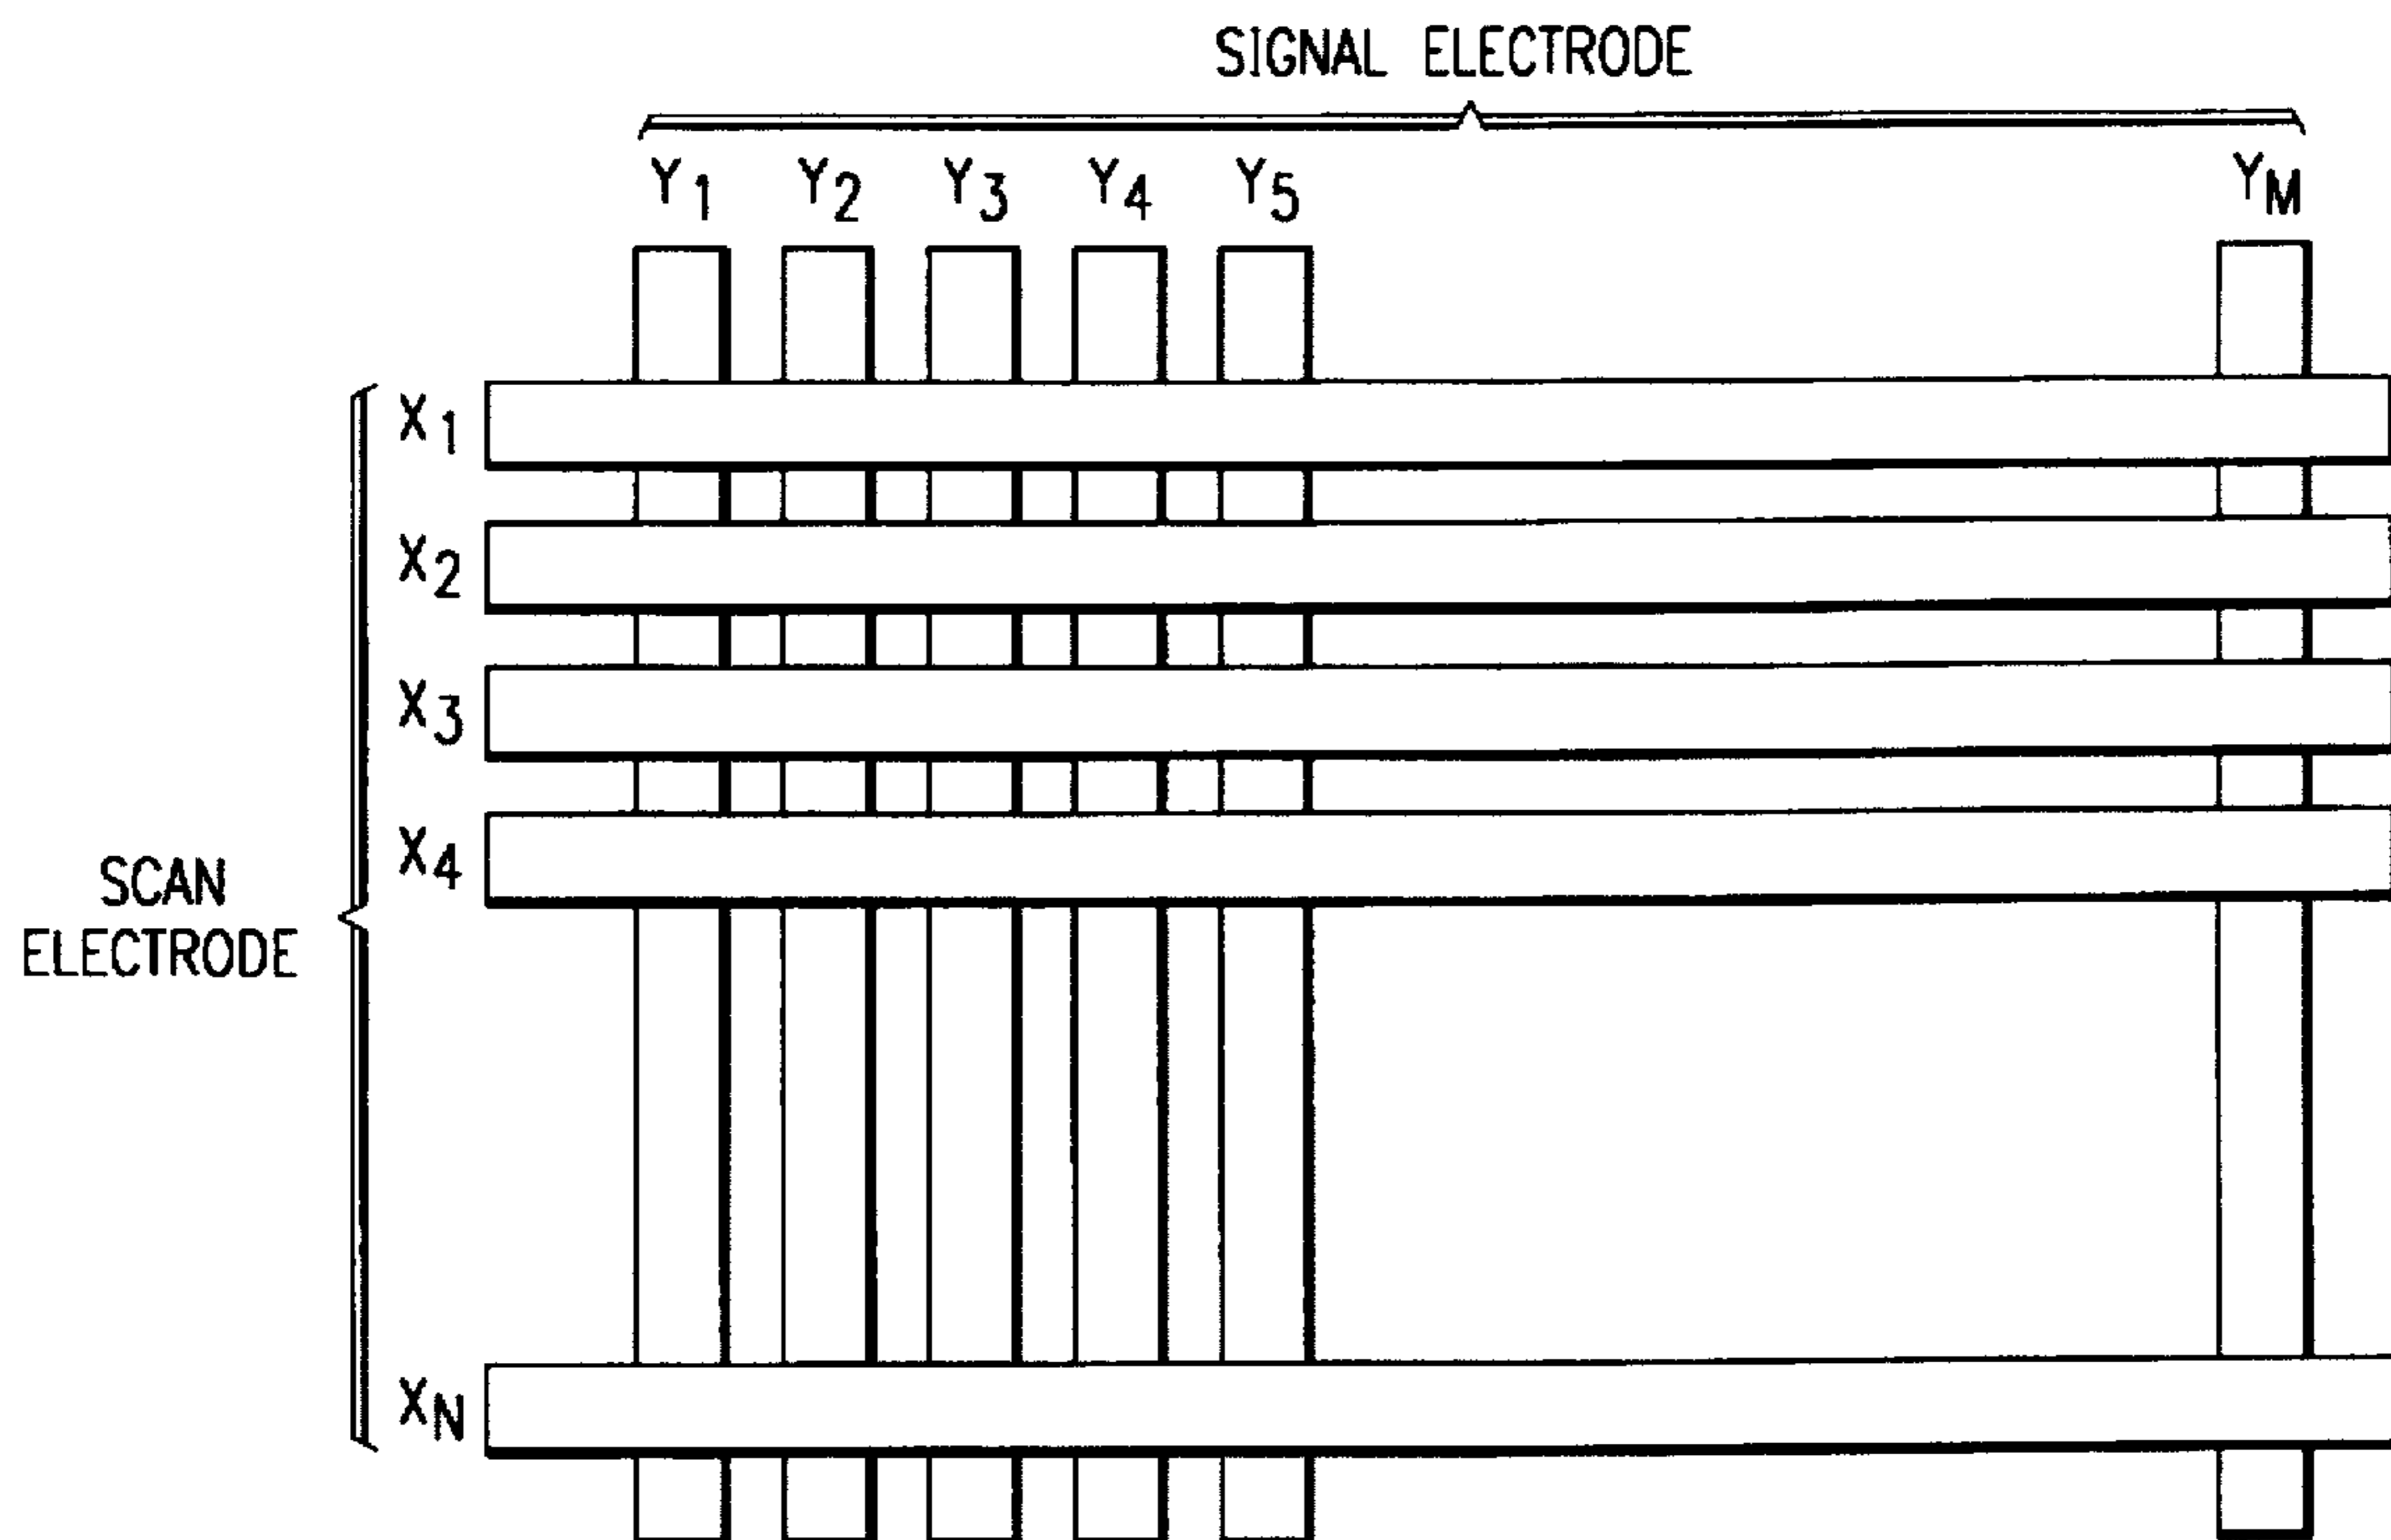 SIGNAL ELECTRODE
Y1 Y2 Y3 Y4 Y5 YM
X1
X2
X3
X4
SCAN
ELECTRODE
XN